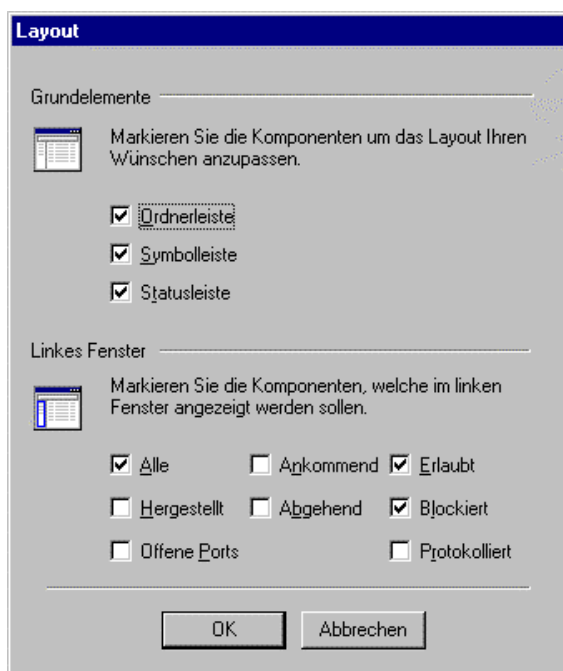 Layout
Grundelemente
Markieren Sie die Komponenten um das Layout Ihren
Wünschen anzupassen.
Ordnerleiste
Symbolleiste
Statusleiste
Linkes Fenster
Markieren Sie die Komponenten, welche im linken
Fenster angezeigt werden sollen.
Alle Ankommend Erlaubt
Hergestellt Abgehend Blockiert
Offene Ports Protokolliert
OK Abbrechen